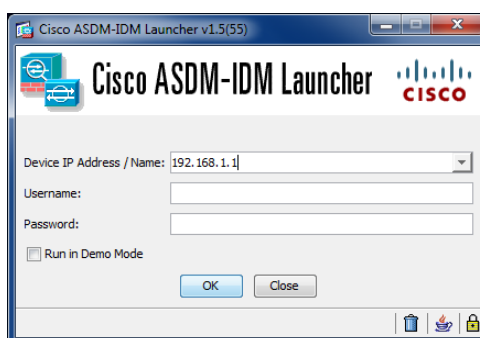 Cisco ASDM-IDM Launcher v1.5(55)
Cisco ASDM-IDM Launcher
CISCO
Device IP Address / Name: 192.168.1.1
Username:
Password:
Run in Demo Mode
OK Close